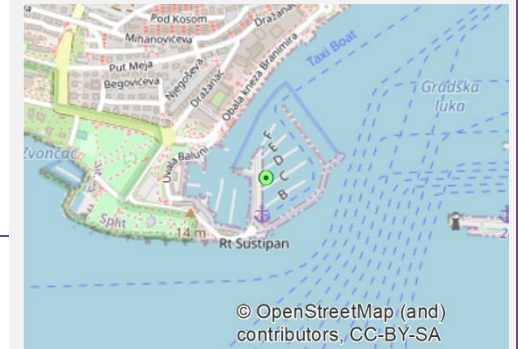 Pod Kosom
Mihanovićeva
Dražanac
Put Meja
Begovićeva
Njegoševa
Dražanac
Obala kneza Branimira
Taxi Boat
Gradska
luka
Zvončac
Uvala Baluni
F
E
D
C
B
Split
14 m
Rt Sustipan
© OpenStreetMap (and)
contributors, CC-BY-SA